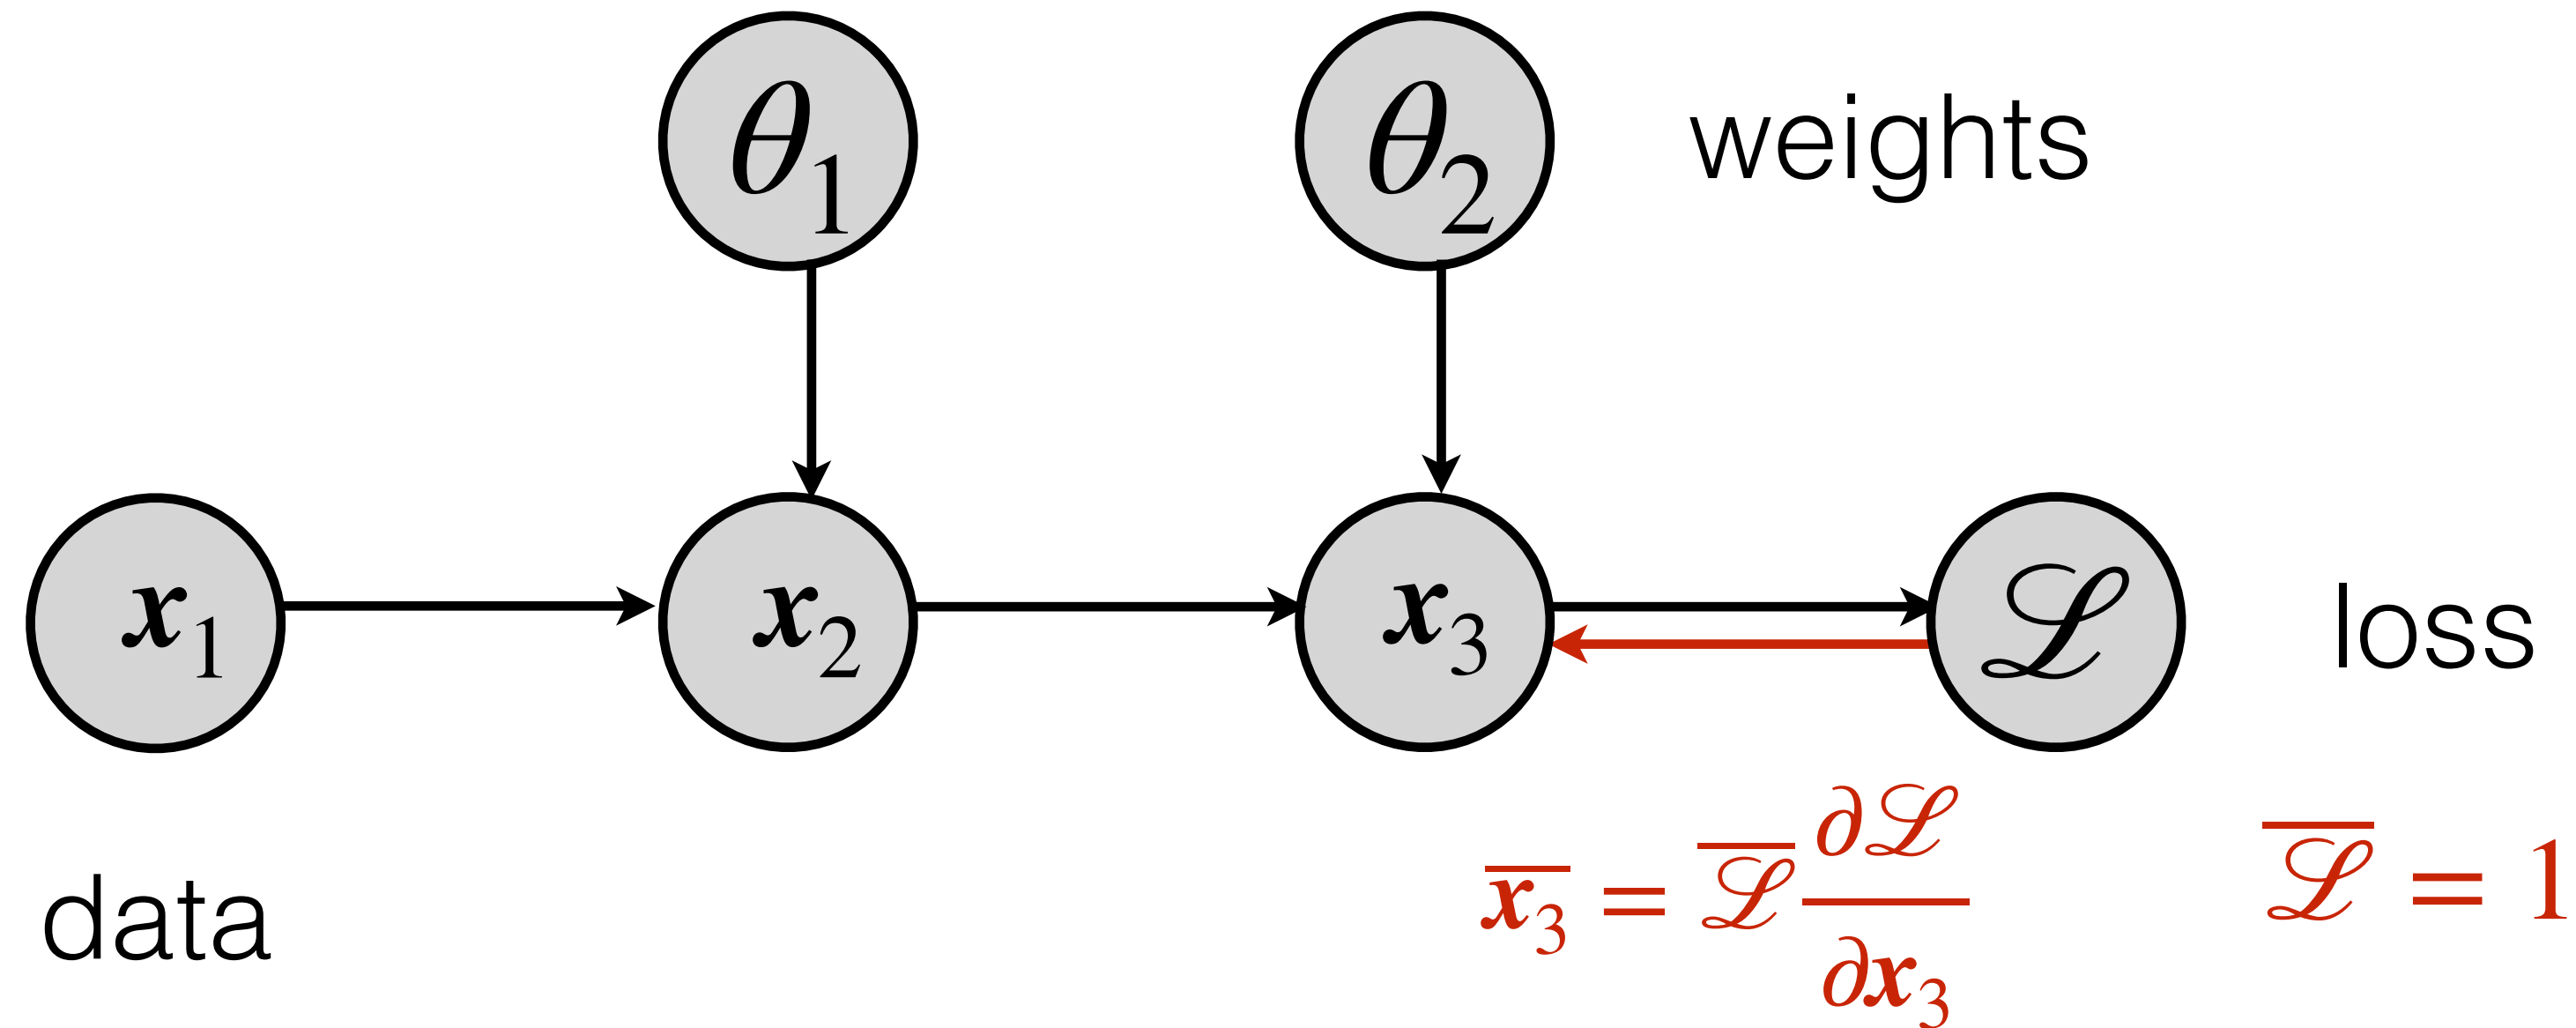 θ₁ θ₂ weights
x₁ x₂ x₃ ℒ loss
data
x̅₃ = ℒ̅ ∂ℒ/∂x₃
ℒ̅ = 1